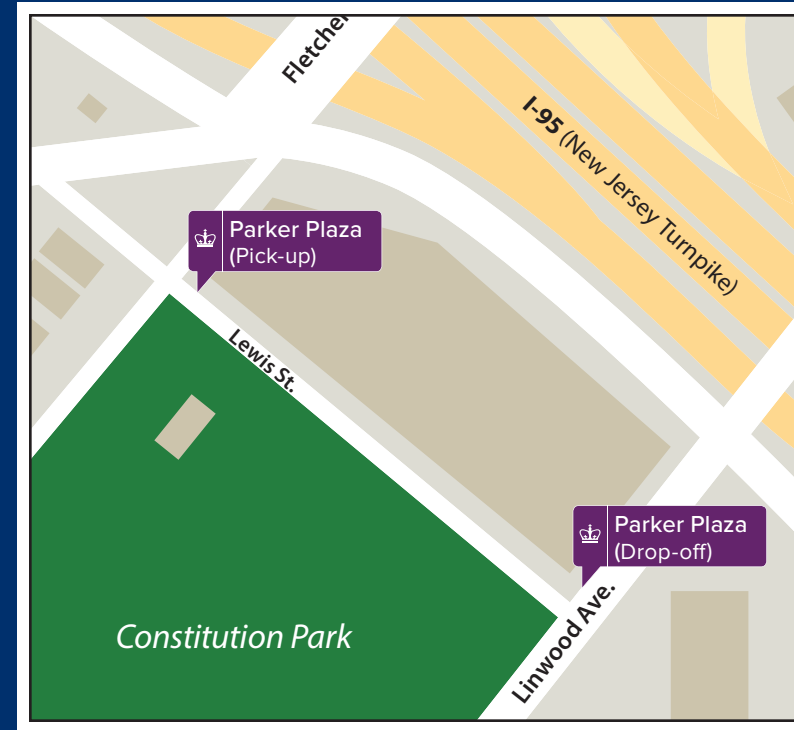 Fletcher
I-95 (New Jersey Turnpike)
Parker Plaza
(Pick-up)
Lewis St.
Parker Plaza
(Drop-off)
Linwood Ave.
Constitution Park